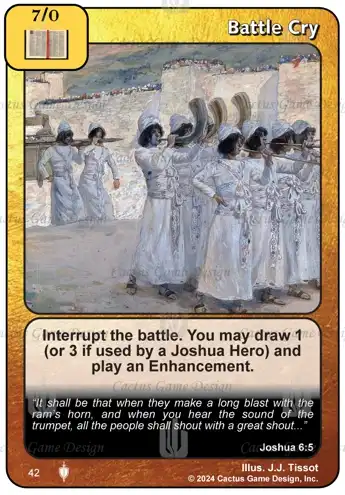 7/0
Battle Cry
Interrupt the battle. You may draw 1
(or 3 if used by a Joshua Hero) and
play an Enhancement.
Cactus Game Design
"It shall be that when they make a long blast with the
ram's horn, and when you hear the sound of the
trumpet, all the people shall shout with a great shout..."
Joshua 6:5
Illus. J.J. Tissot
42
© 2024 Cactus Game Design, Inc.